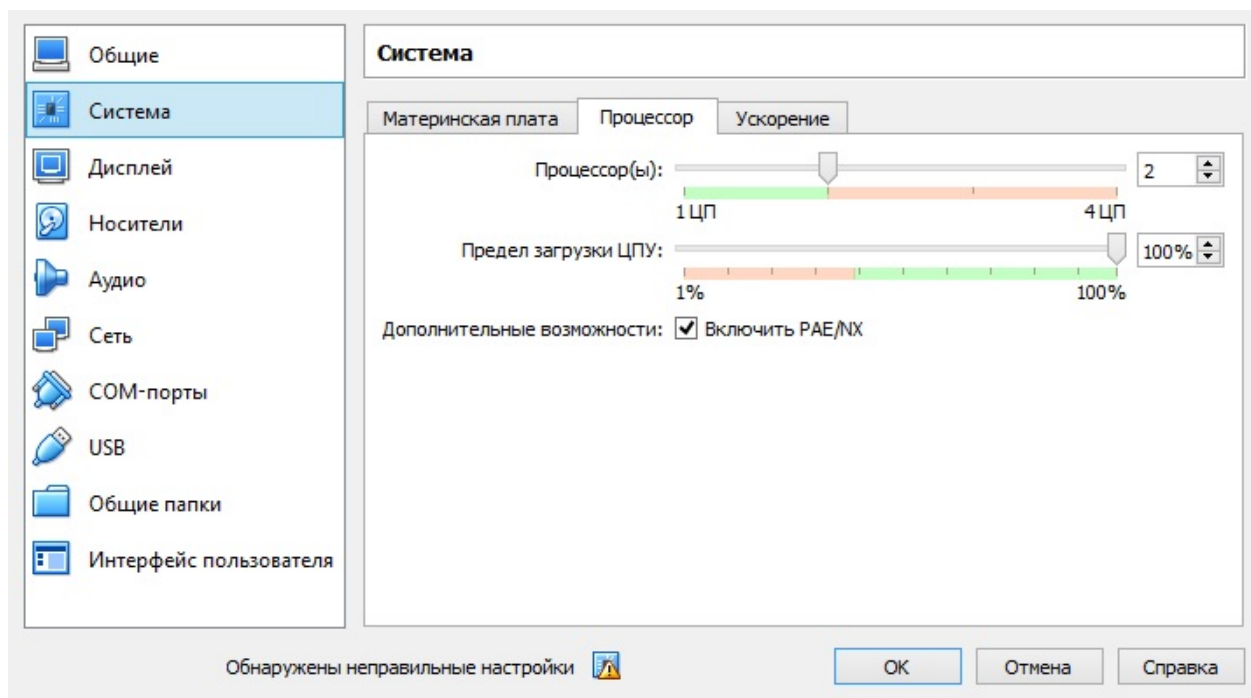 Общие
Система
Дисплей
Носители
Аудио
Сеть
COM-порты
USB
Общие папки
Интерфейс пользователя
Система
Материнская плата Процессор Ускорение
Процессор(ы): 2
1 ЦП 4 ЦП
Предел загрузки ЦПУ: 100%
1% 100%
Дополнительные возможности: Включить PAE/NX
Обнаружены неправильные настройки OK Отмена Справка